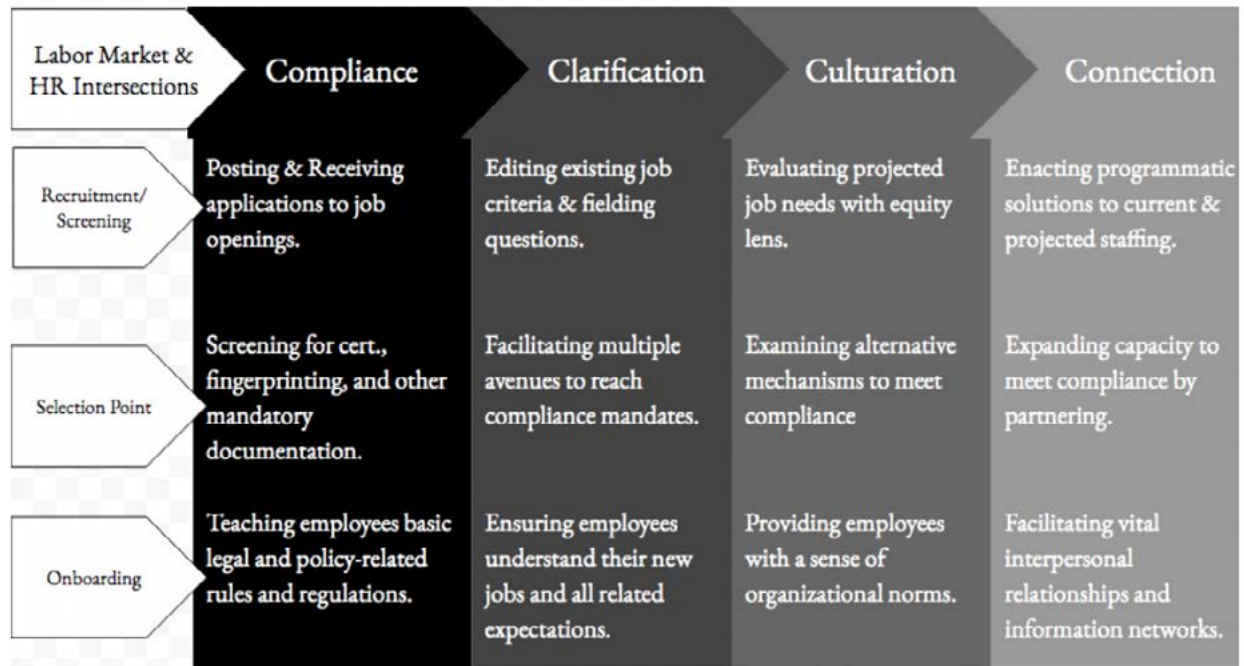 Labor Market &
HR Intersections
Compliance
Clarification
Culturation
Connection
Recruitment/
Screening
Posting & Receiving
applications to job
openings.
Editing existing job
criteria & fielding
questions.
Evaluating projected
job needs with equity
lens.
Enacting programmatic
solutions to current &
projected staffing.
Selection Point
Screening for cert.,
fingerprinting, and other
mandatory
documentation.
Facilitating multiple
avenues to reach
compliance mandates.
Examining alternative
mechanisms to meet
compliance
Expanding capacity to
meet compliance by
partnering.
Onboarding
Teaching employees basic
legal and policy-related
rules and regulations.
Ensuring employees
understand their new
jobs and all related
expectations.
Providing employees
with a sense of
organizational norms.
Facilitating vital
interpersonal
relationships and
information networks.